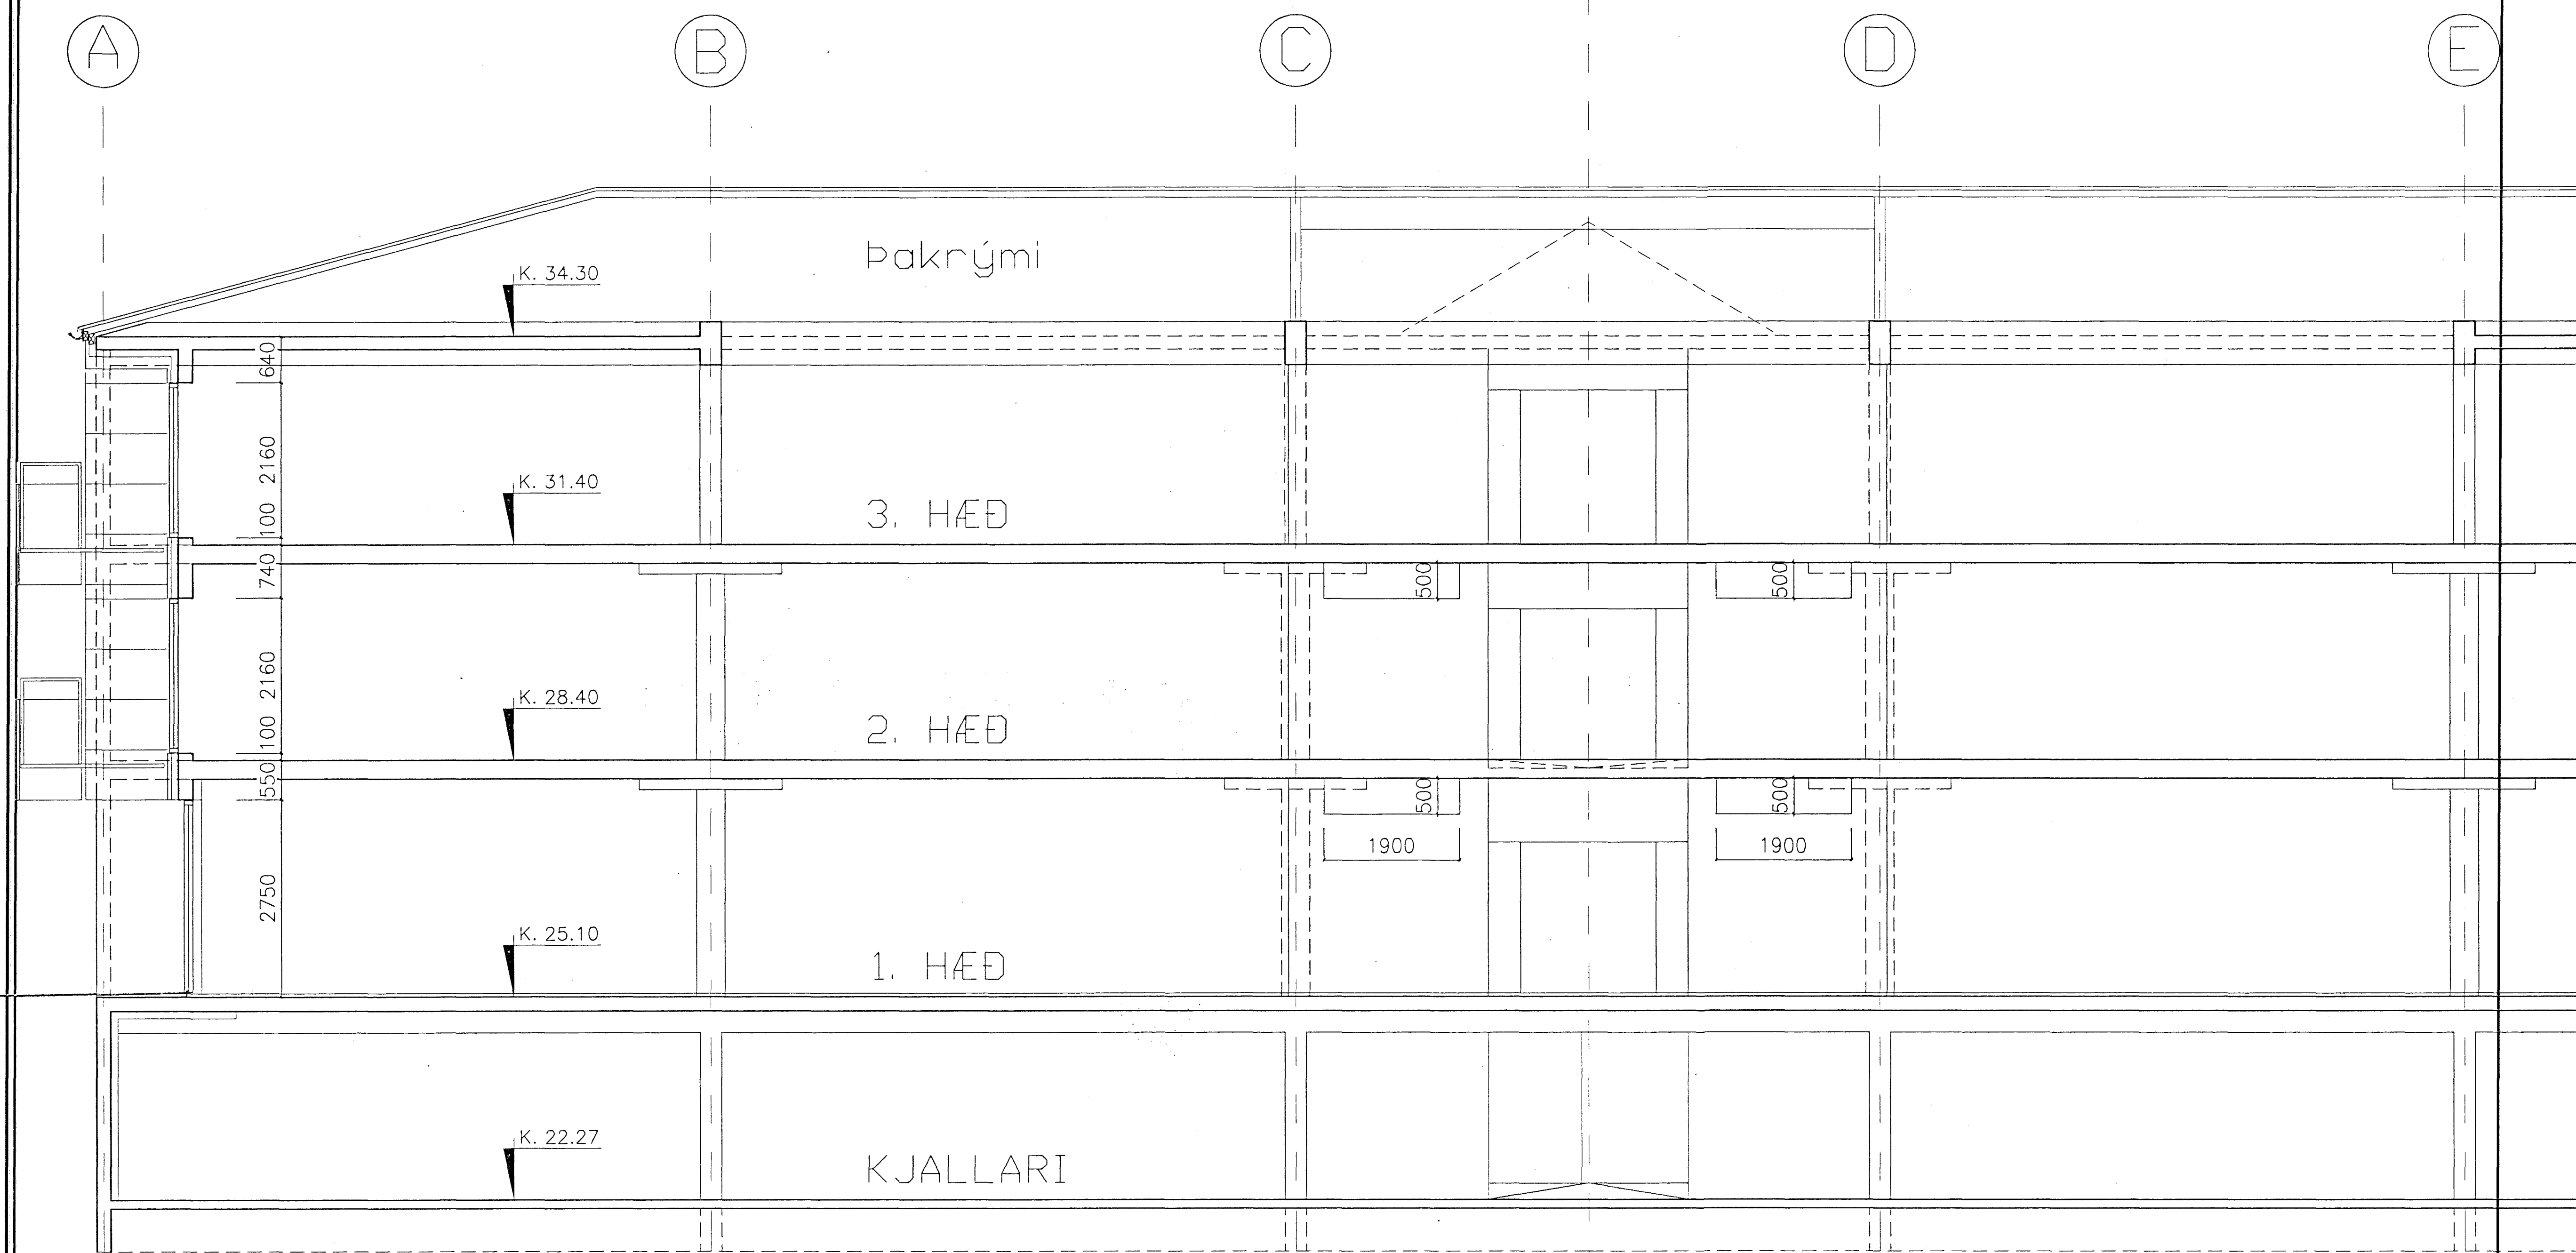 A B C D E
Þakrými
K. 34.30
640
2160
K. 31.40
3. HÆÐ
100
740
500 500
2160
K. 28.40
2. HÆÐ
100
550
500 500
1900 1900
2750
K. 25.10
1. HÆÐ
K. 22.27
KJALLARI